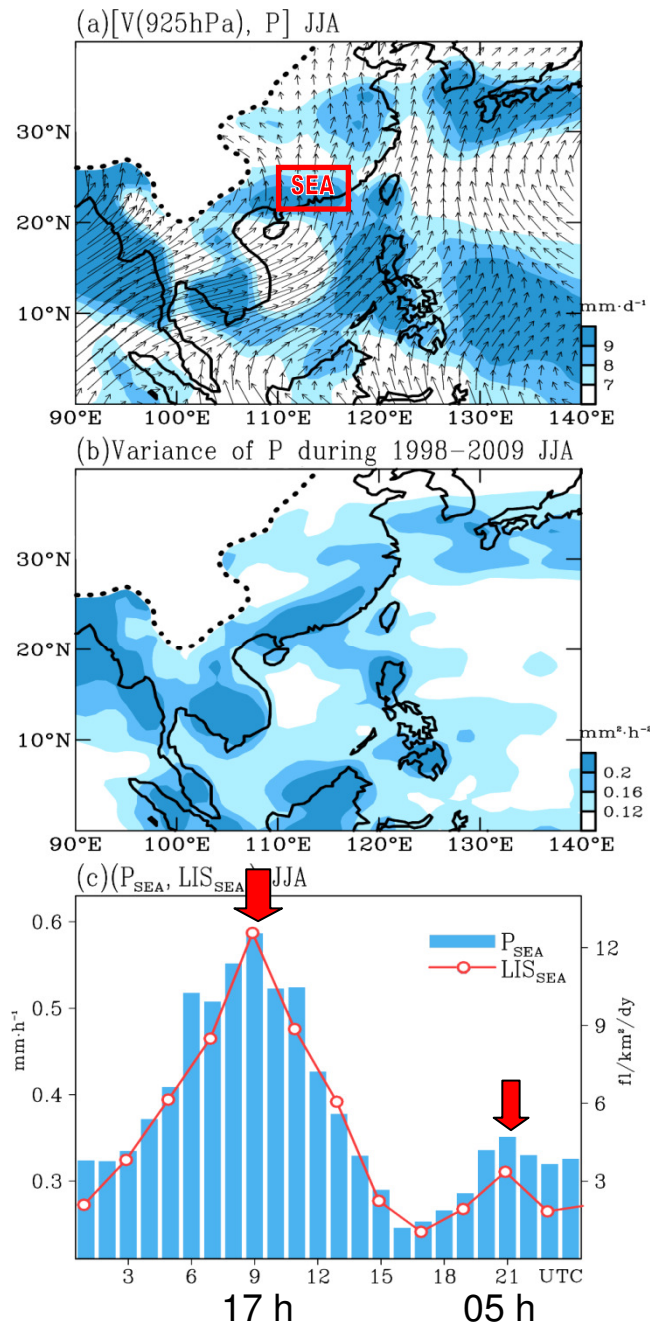 (a)[V(925hPa), P] JJA
30°N
SEA
20°N
10°N
mm·d⁻¹
9
8
7
90°E 100°E 110°E 120°E 130°E 140°E
(b)Variance of P during 1998−2009 JJA
30°N
20°N
10°N
mm²·h⁻²
0.2
0.16
0.12
90°E 100°E 110°E 120°E 130°E 140°E
(c)(P_SEA, LIS_SEA) JJA
0.6
P_SEA
12
LIS_SEA
0.5
9
mm·h⁻¹
fl/km²/dy
0.4
6
0.3
3
3 6 9 12 15 18 21 UTC
17 h 05 h